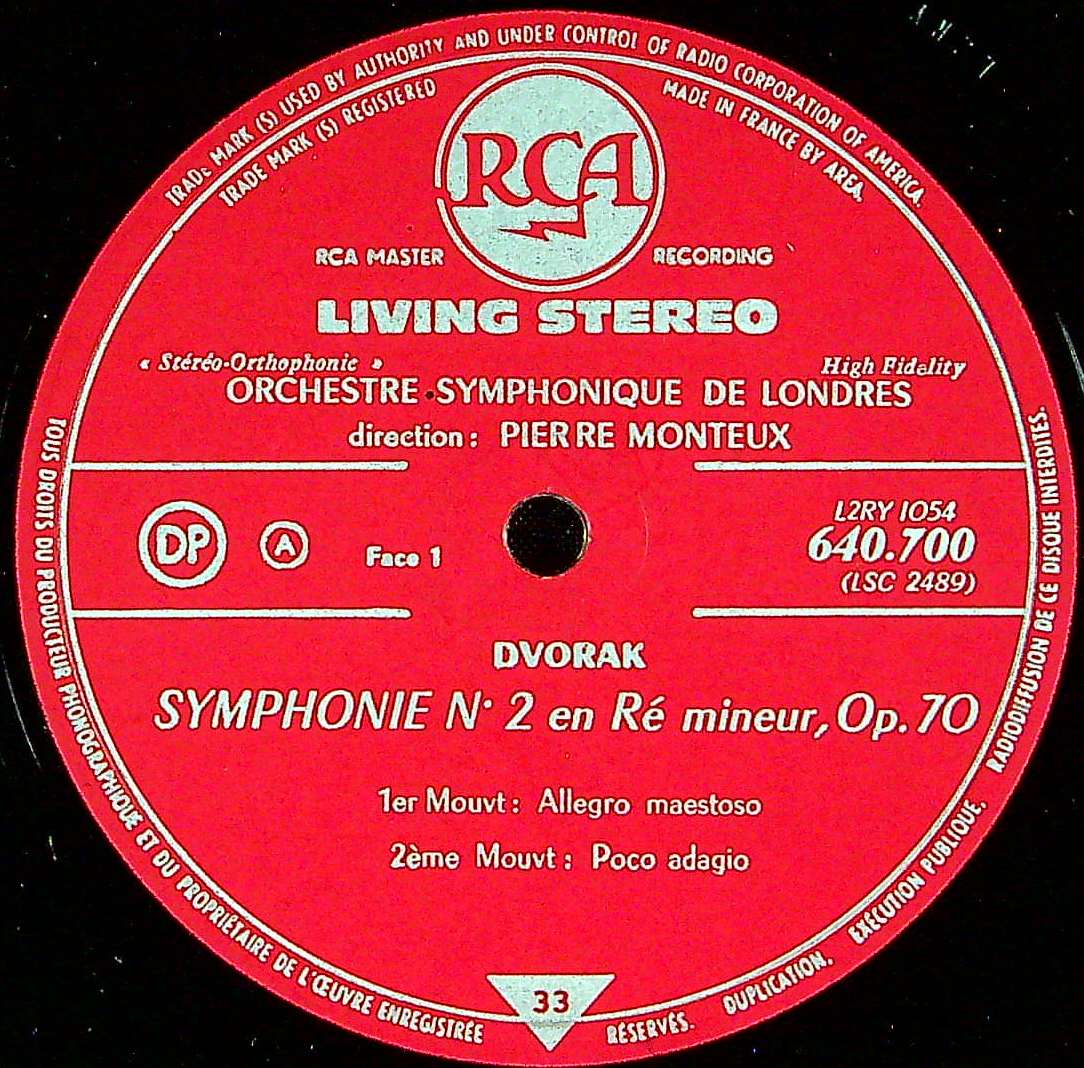 TRADE MARK (S) USED BY AUTHORITY AND UNDER CONTROL OF RADIO CORPORATION OF AMERICA.
TRADE MARK (S) REGISTERED
MADE IN FRANCE BY AREA.
RCA
RCA MASTER RECORDING
LIVING STEREO
« Stéréo-Orthophonic » High Fidelity
ORCHESTRE SYMPHONIQUE DE LONDRES
direction : PIERRE MONTEUX
DP A Face 1
L2RY 1054
640.700
(LSC 2489)
DVORAK
SYMPHONIE N° 2 en Ré mineur, Op. 70
1er Mouvt : Allegro maestoso
2ème Mouvt : Poco adagio
33
TOUS DROITS DU PRODUCTEUR PHONOGRAPHIQUE ET DU PROPRIÉTAIRE DE L'ŒUVRE ENREGISTRÉE RÉSERVÉS. DUPLICATION. EXÉCUTION PUBLIQUE. RADIODIFFUSION DE CE DISQUE INTERDITES.